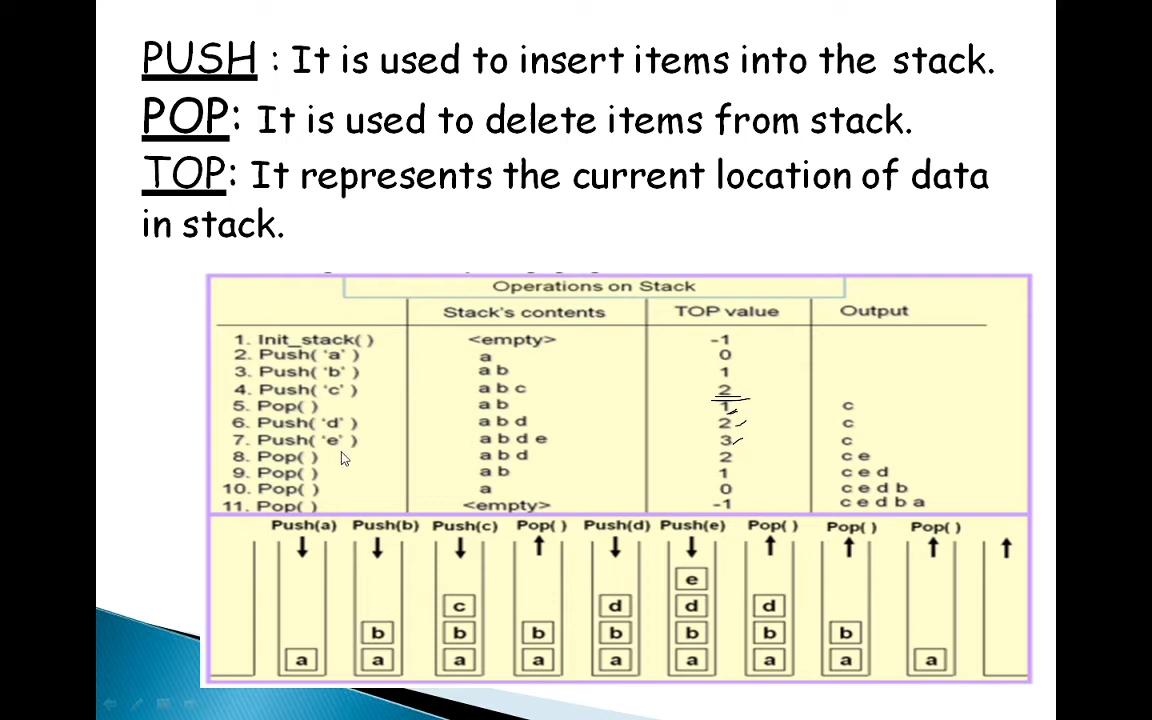 PUSH : It is used to insert items into the stack.
POP: It is used to delete items from stack.
TOP: It represents the current location of data
in stack.
Operations on Stack
Stack's contents TOP value Output
1. Init_stack( ) <empty> -1
2. Push( 'a' ) a 0
3. Push( 'b' ) a b 1
4. Push( 'c' ) a b c 2
5. Pop( ) a b 1 c
6. Push( 'd' ) a b d 2 c
7. Push( 'e' ) a b d e 3 c
8. Pop( ) a b d 2 c e
9. Pop( ) a b 1 c e d
10. Pop( ) a 0 c e d b
11. Pop( ) <empty> -1 c e d b a
Push(a) Push(b) Push(c) Pop( ) Push(d) Push(e) Pop( ) Pop( ) Pop( )
e
c d d d
b b b b b b b
a a a a a a a a a